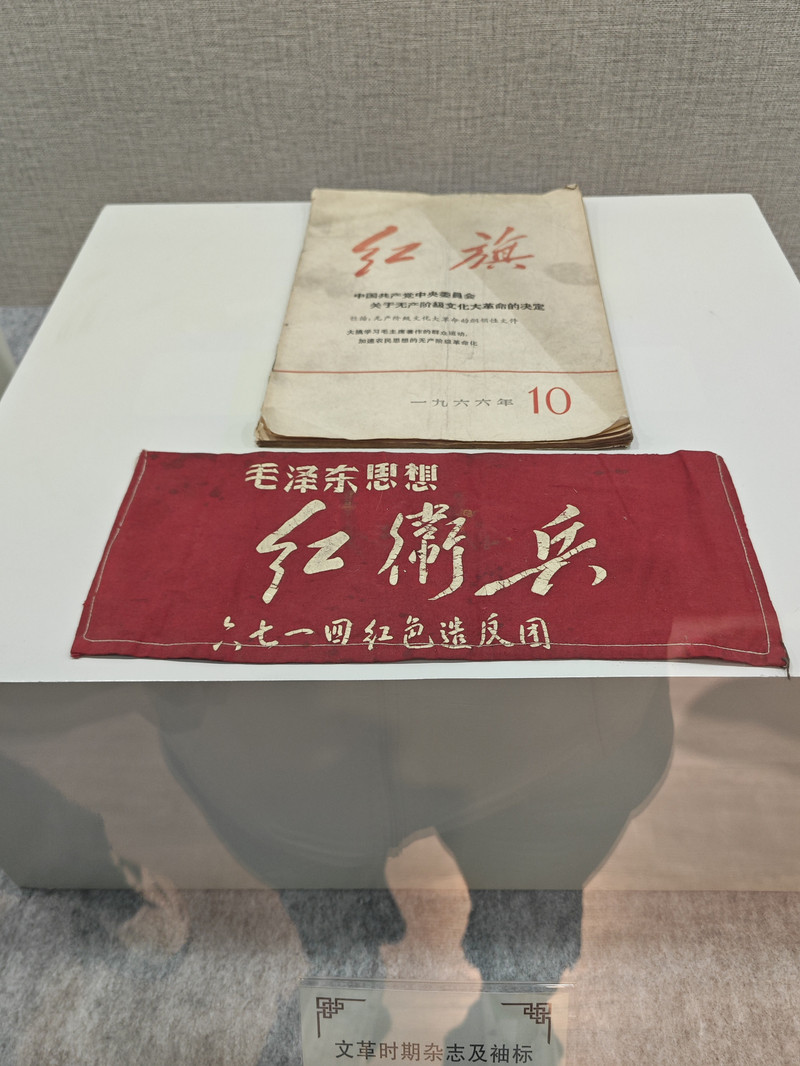 红旗
中国共产党中央委员会
关于无产阶级文化大革命的决定
社论：无产阶级文化大革命的纲领性文件
大搞学习毛主席著作的群众运动，
加速农民思想的无产阶级革命化
一九六六年 10
毛泽东思想
红衛兵
六七一四红色造反团
文革时期杂志及袖标